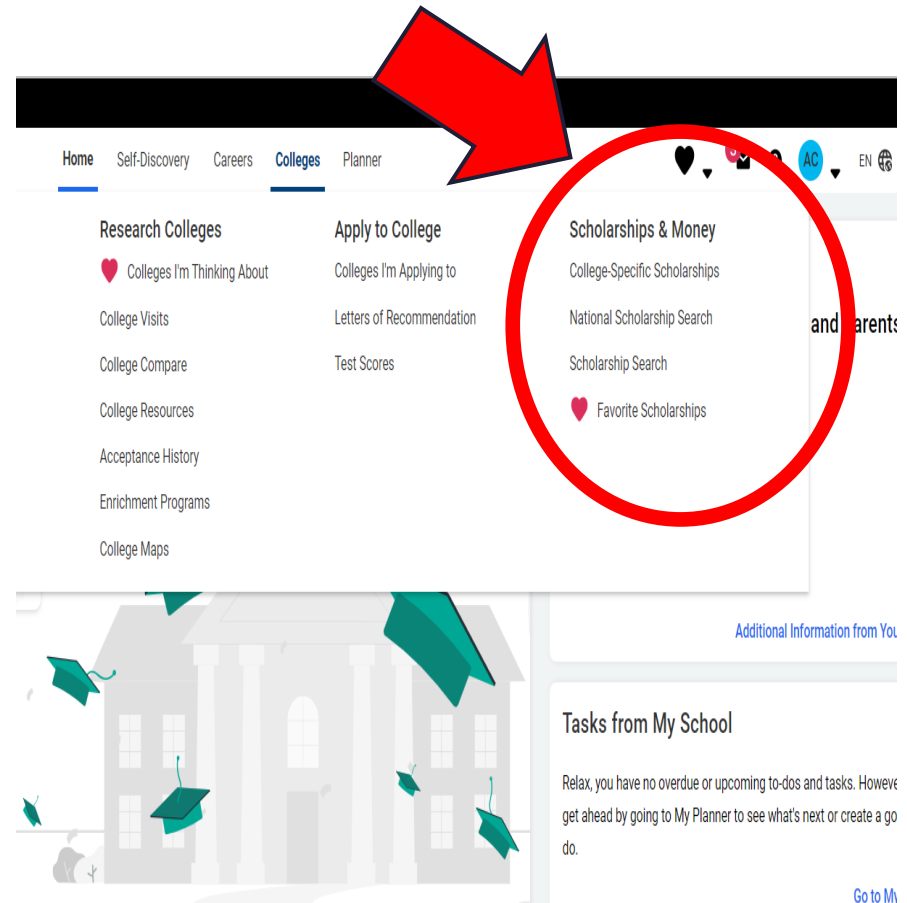 Home Self-Discovery Careers Colleges Planner AC EN
Research Colleges
Colleges I'm Thinking About
College Visits
College Compare
College Resources
Acceptance History
Enrichment Programs
College Maps
Apply to College
Colleges I'm Applying to
Letters of Recommendation
Test Scores
Scholarships & Money
College-Specific Scholarships
National Scholarship Search
Scholarship Search
Favorite Scholarships
and
Additional Information from
Tasks from My School
Relax, you have no overdue or upcoming to-dos and tasks.
get ahead by going to My Planner to see what's next or create a
do.
Go to